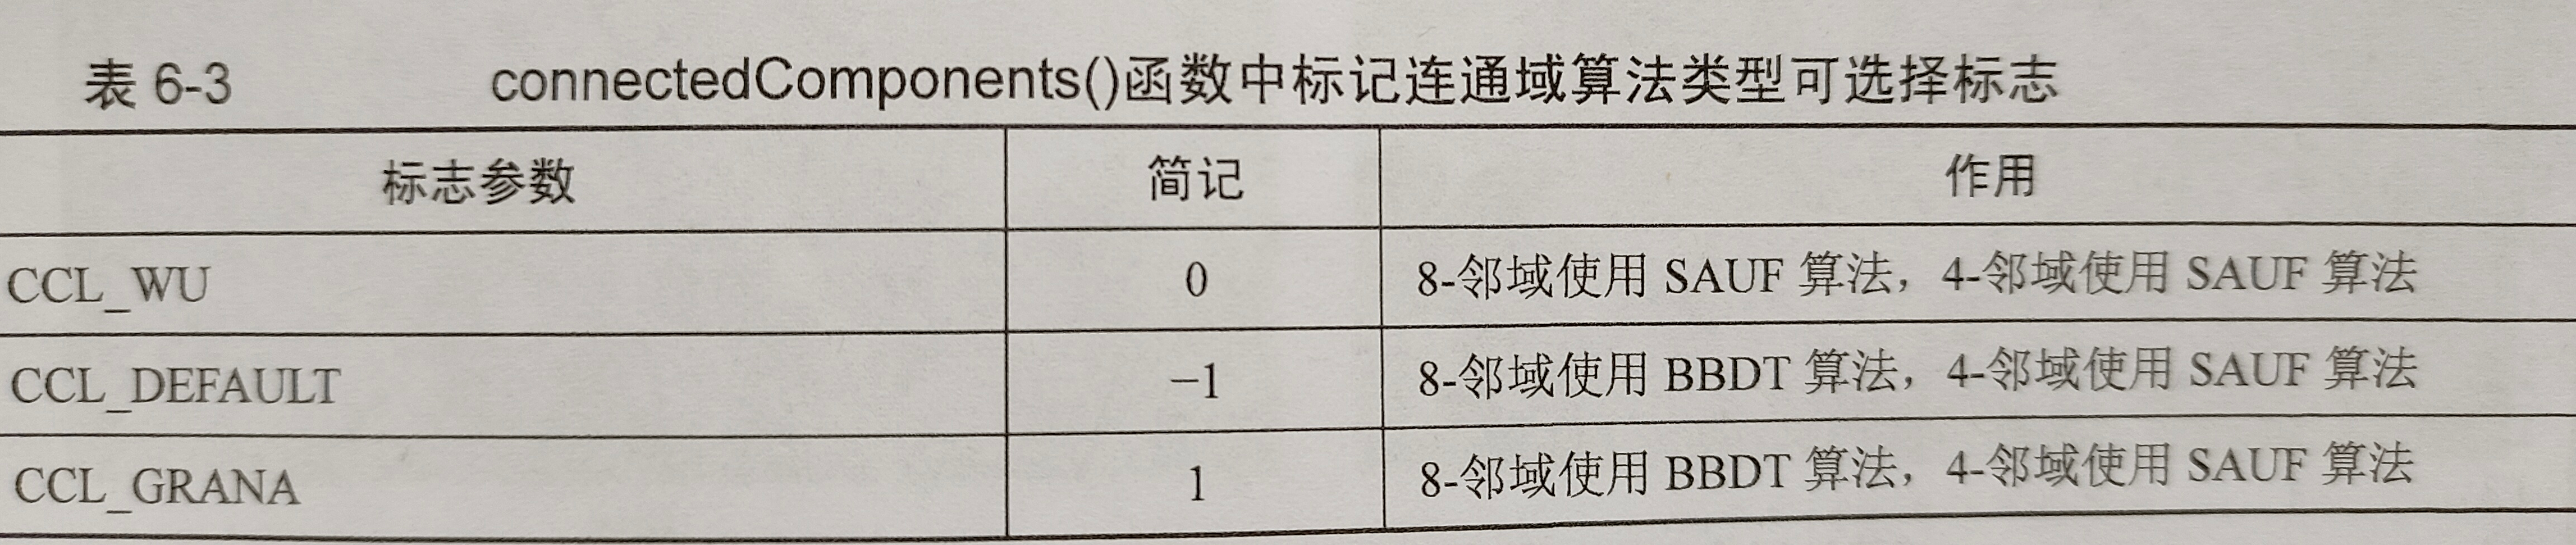 表 6-3 connectedComponents()函数中标记连通域算法类型可选择标志
标志参数 简记 作用
CCL_WU 0 8-邻域使用 SAUF 算法，4-邻域使用 SAUF 算法
CCL_DEFAULT −1 8-邻域使用 BBDT 算法，4-邻域使用 SAUF 算法
CCL_GRANA 1 8-邻域使用 BBDT 算法，4-邻域使用 SAUF 算法